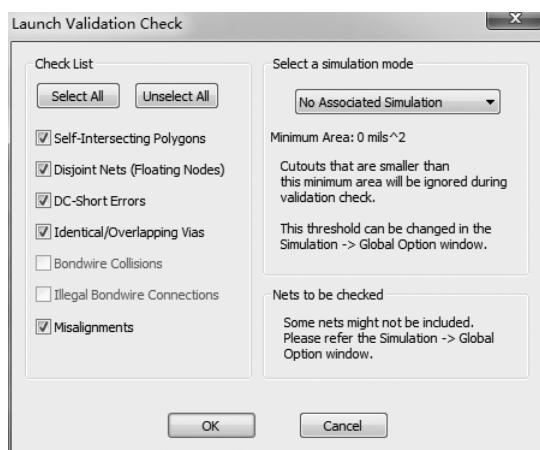 Launch Validation Check
X
Check List
Select All
Unselect All
Self-Intersecting Polygons
Disjoint Nets (Floating Nodes)
DC-Short Errors
Identical/Overlapping Vias
Bondwire Collisions
Illegal Bondwire Connections
Misalignments
Select a simulation mode
No Associated Simulation
Minimum Area: 0 mils^2
Cutouts that are smaller than
this minimum area will be ignored during
validation check.
This threshold can be changed in the
Simulation -> Global Option window.
Nets to be checked
Some nets might not be included.
Please refer the Simulation -> Global
Option window.
OK
Cancel